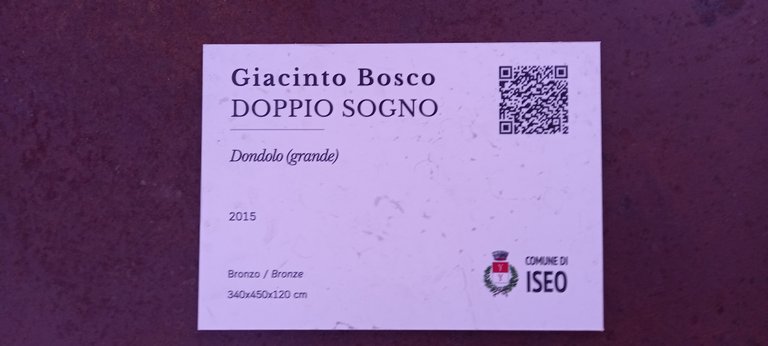 Giacinto Bosco
DOPPIO SOGNO
Dondolo (grande)
2015
Bronzo / Bronze
340x450x120 cm
COMUNE DI
ISEO